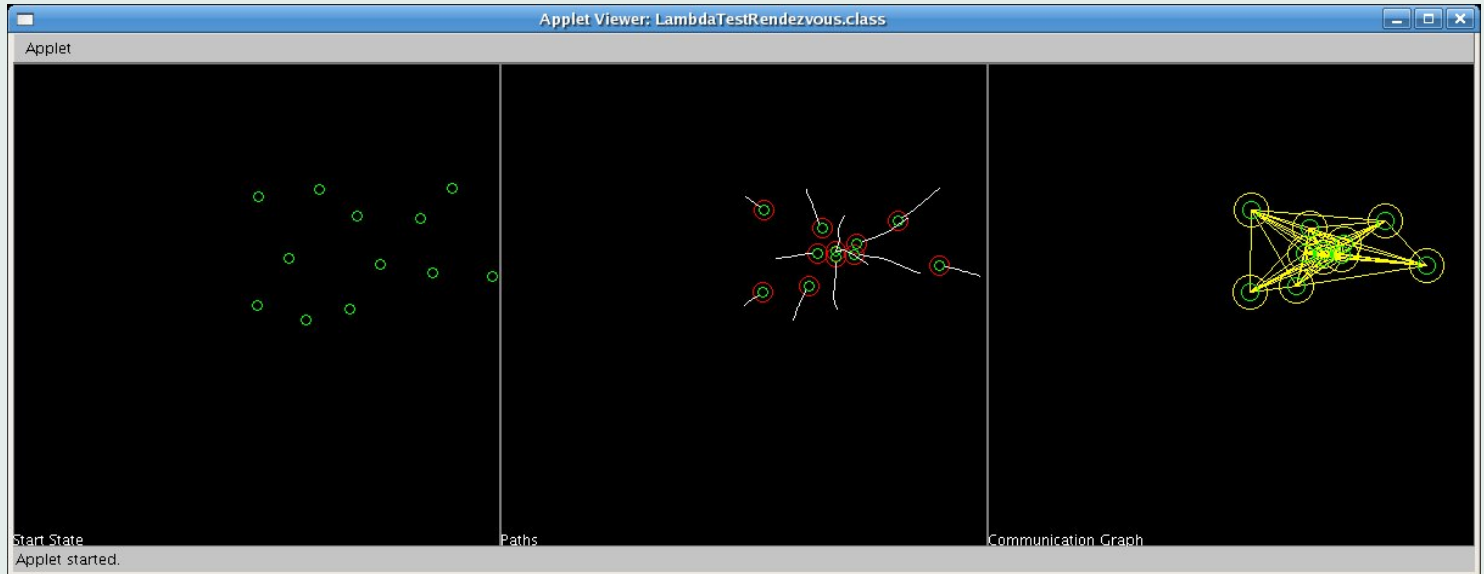 Applet Viewer: LambdaTestRendezvous.class
Applet
Start State
Paths
Communication Graph
Applet started.